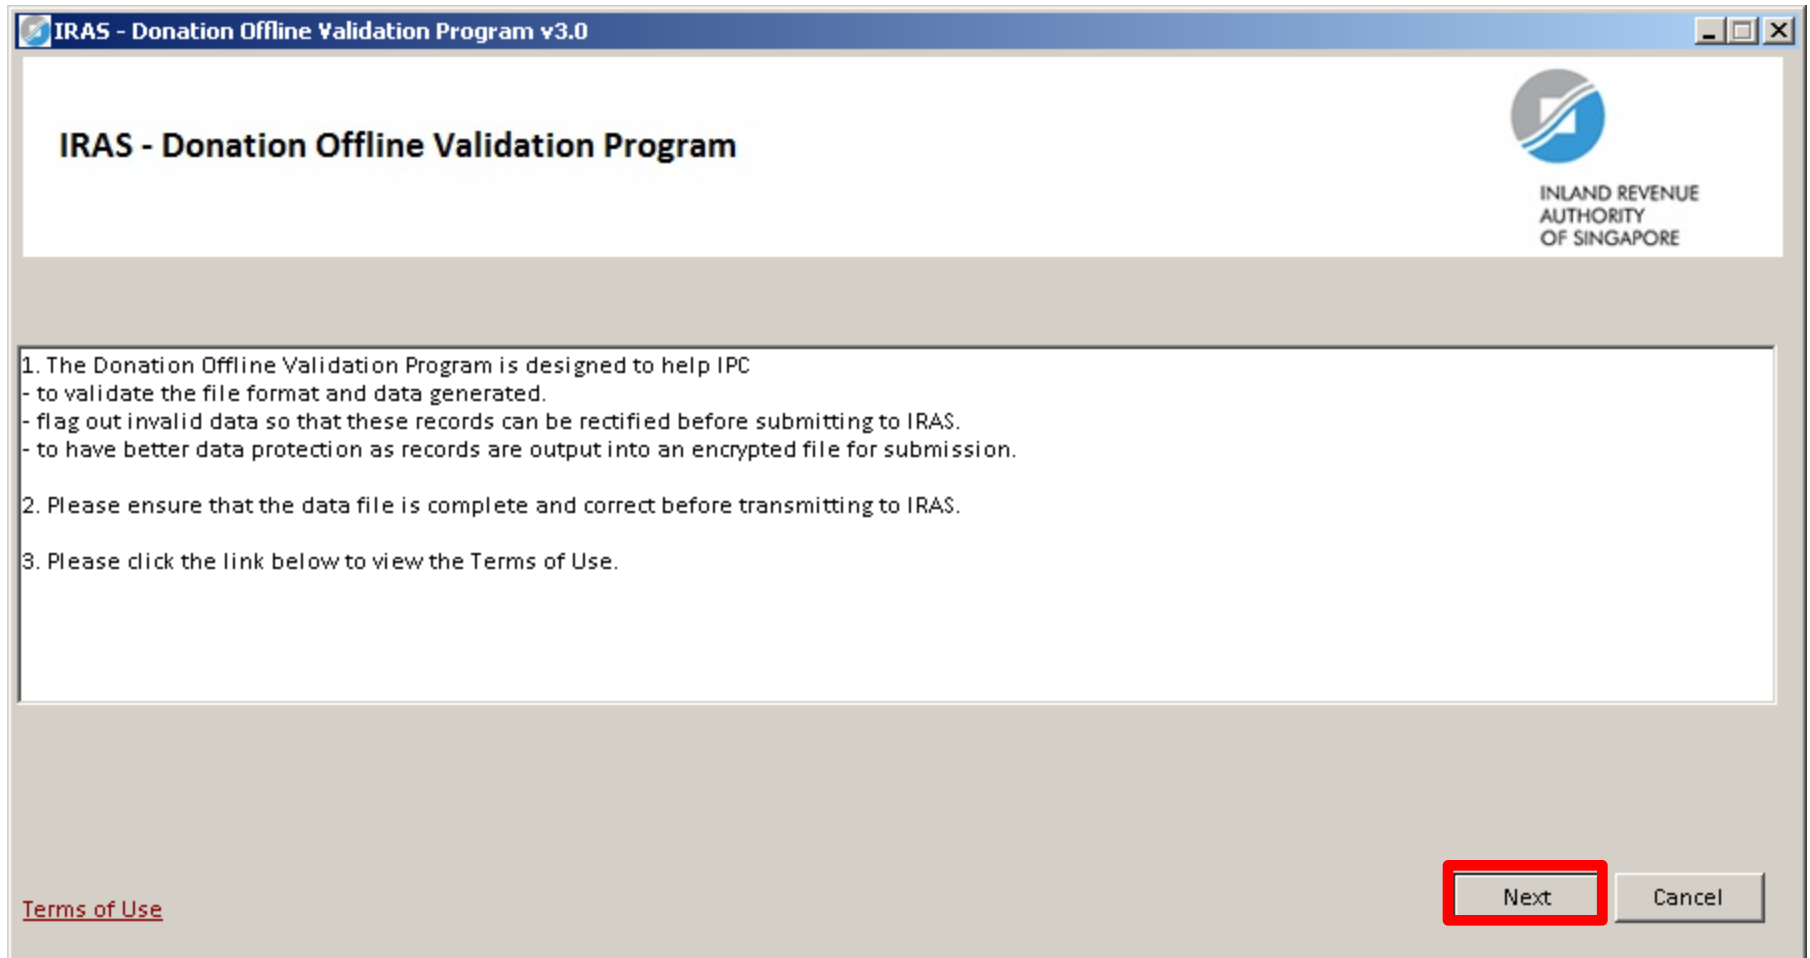 IRAS - Donation Offline Validation Program v3.0
IRAS - Donation Offline Validation Program
INLAND REVENUE
AUTHORITY
OF SINGAPORE
1. The Donation Offline Validation Program is designed to help IPC
- to validate the file format and data generated.
- flag out invalid data so that these records can be rectified before submitting to IRAS.
- to have better data protection as records are output into an encrypted file for submission.
2. Please ensure that the data file is complete and correct before transmitting to IRAS.
3. Please click the link below to view the Terms of Use.
Terms of Use
Next
Cancel